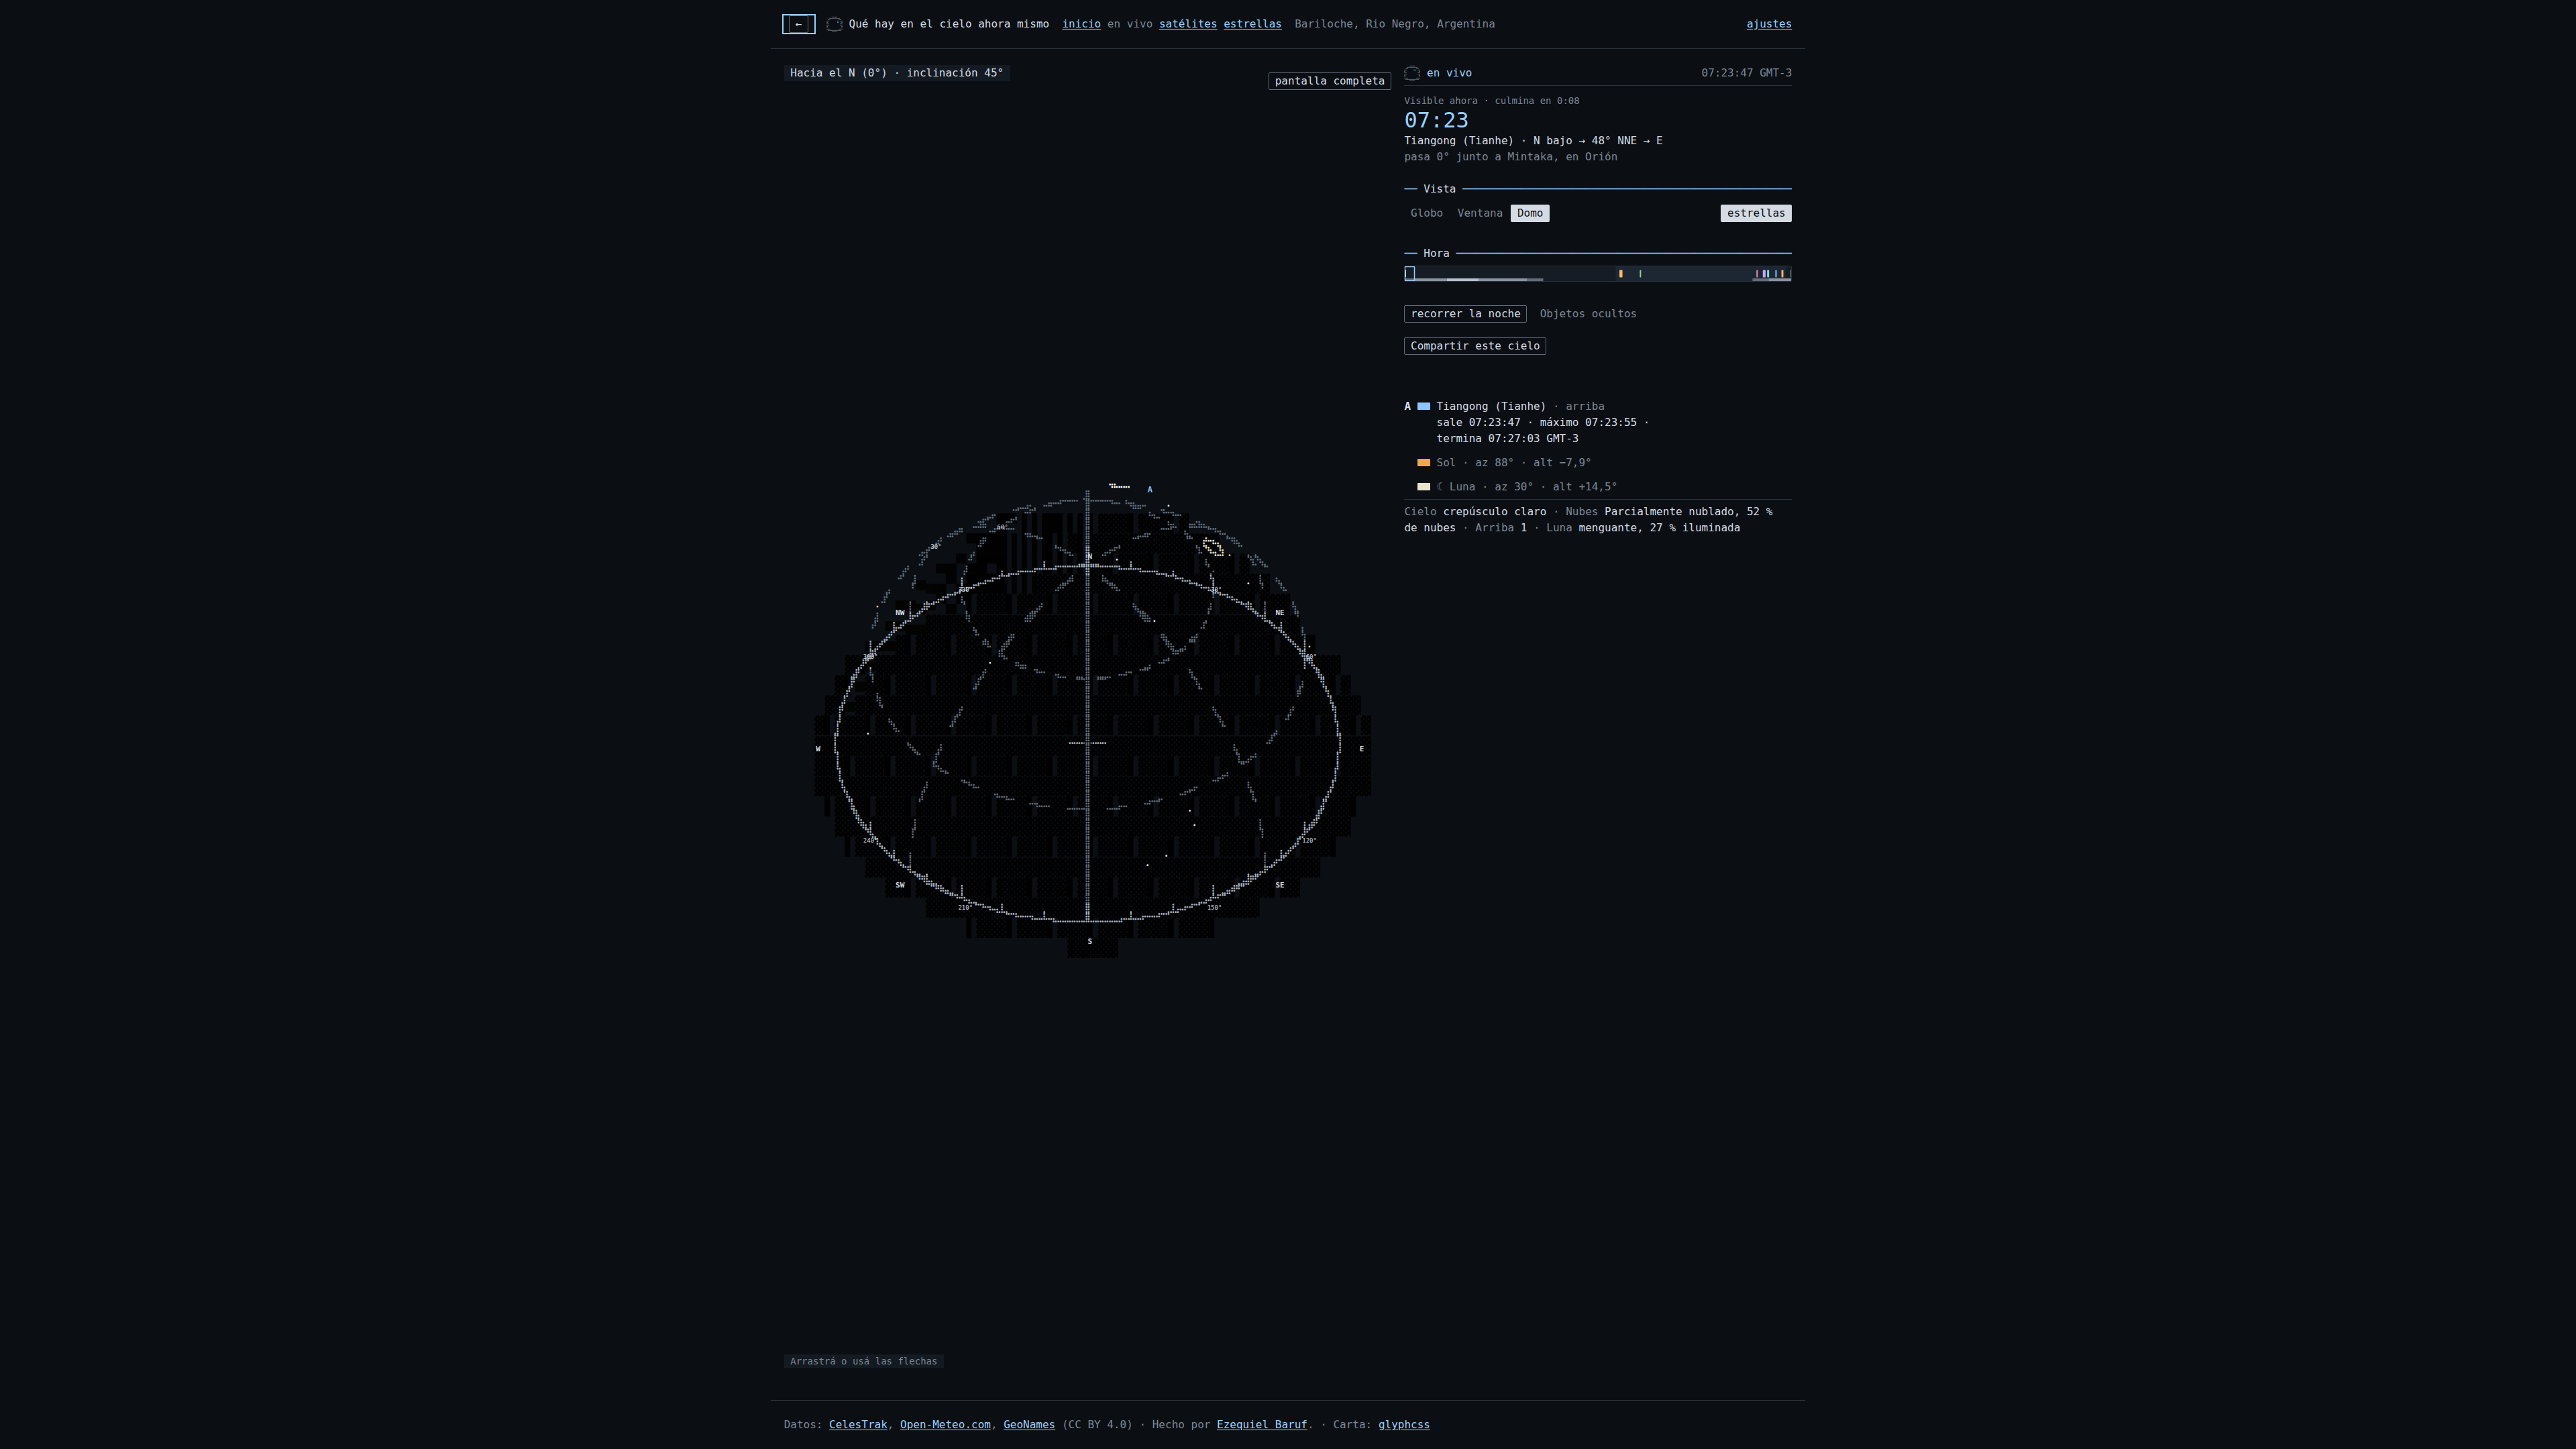 ← Qué hay en el cielo ahora mismo inicio en vivo satélites estrellas Bariloche, Rio Negro, Argentina ajustes
Hacia el N (0°) · inclinación 45°
pantalla completa
en vivo 07:23:47 GMT-3
Visible ahora · culmina en 0:08
07:23
Tiangong (Tianhe) · N bajo → 48° NNE → E
pasa 0° junto a Mintaka, en Orión
Vista
Globo Ventana Domo estrellas
Hora
recorrer la noche Objetos ocultos
Compartir este cielo
A Tiangong (Tianhe) · arriba
sale 07:23:47 · máximo 07:23:55 ·
termina 07:27:03 GMT-3
Sol · az 88° · alt −7,9°
☾ Luna · az 30° · alt +14,5°
Cielo crepúsculo claro · Nubes Parcialmente nublado, 52 %
de nubes · Arriba 1 · Luna menguante, 27 % iluminada
A
60°
30°
N
NW
NE
W
E
240°
120°
SW
SE
210°
150°
S
Arrastrá o usá las flechas
Datos: CelesTrak, Open-Meteo.com, GeoNames (CC BY 4.0) · Hecho por Ezequiel Baruf. · Carta: glyphcss